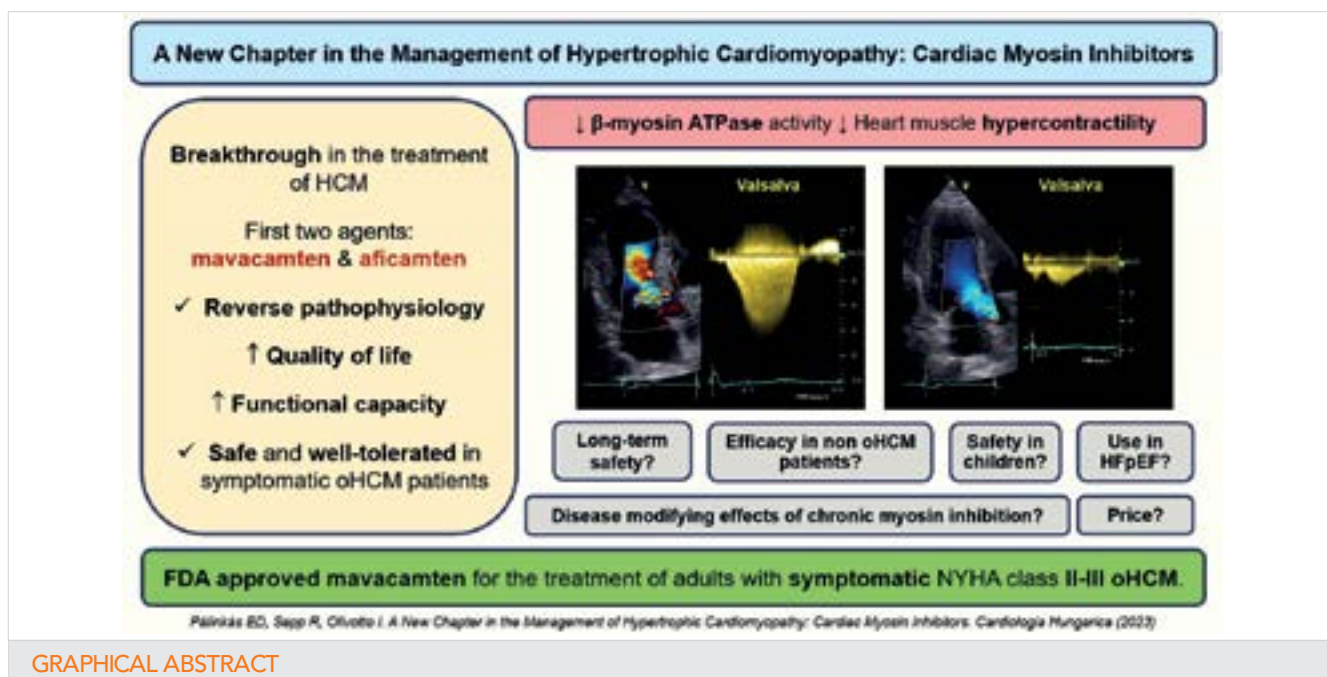 A New Chapter in the Management of Hypertrophic Cardiomyopathy: Cardiac Myosin Inhibitors
Breakthrough in the treatment
of HCM
First two agents:
mavacamten & aficamten
✓ Reverse pathophysiology
↑ Quality of life
↑ Functional capacity
✓ Safe and well-tolerated in
symptomatic oHCM patients
↓ β-myosin ATPase activity ↓ Heart muscle hypercontractility
V
Valsalva
V
Valsalva
Long-term
safety?
Efficacy in non oHCM
patients?
Safety in
children?
Use in
HFpEF?
Disease modifying effects of chronic myosin inhibition?
Price?
FDA approved mavacamten for the treatment of adults with symptomatic NYHA class II-III oHCM.
Pálinkás ED, Sepp R, Olivotto I. A New Chapter in the Management of Hypertrophic Cardiomyopathy: Cardiac Myosin Inhibitors. Cardiologia Hungarica (2023)
GRAPHICAL ABSTRACT